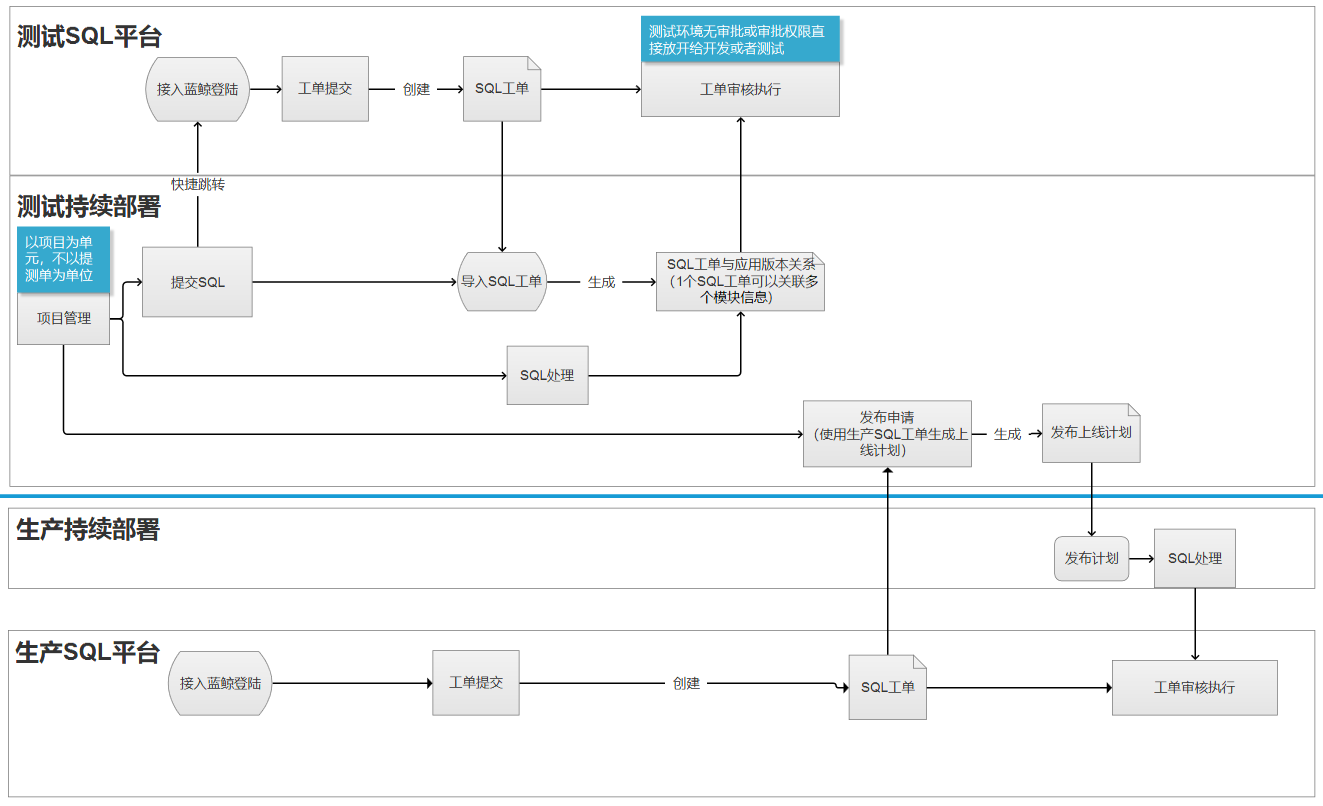 测试SQL平台
测试环境无审批或审批权限直
接放开给开发或者测试
接入蓝鲸登陆
工单提交
创建
SQL工单
工单审核执行
快捷跳转
测试持续部署
以项目为单
元，不以提
测单为单位
项目管理
提交SQL
导入SQL工单
生成
SQL工单与应用版本关系
（1个SQL工单可以关联多
个模块信息）
SQL处理
发布申请
（使用生产SQL工单生成上
线计划）
生成
发布上线计划
生产持续部署
发布计划
SQL处理
生产SQL平台
接入蓝鲸登陆
工单提交
创建
SQL工单
工单审核执行